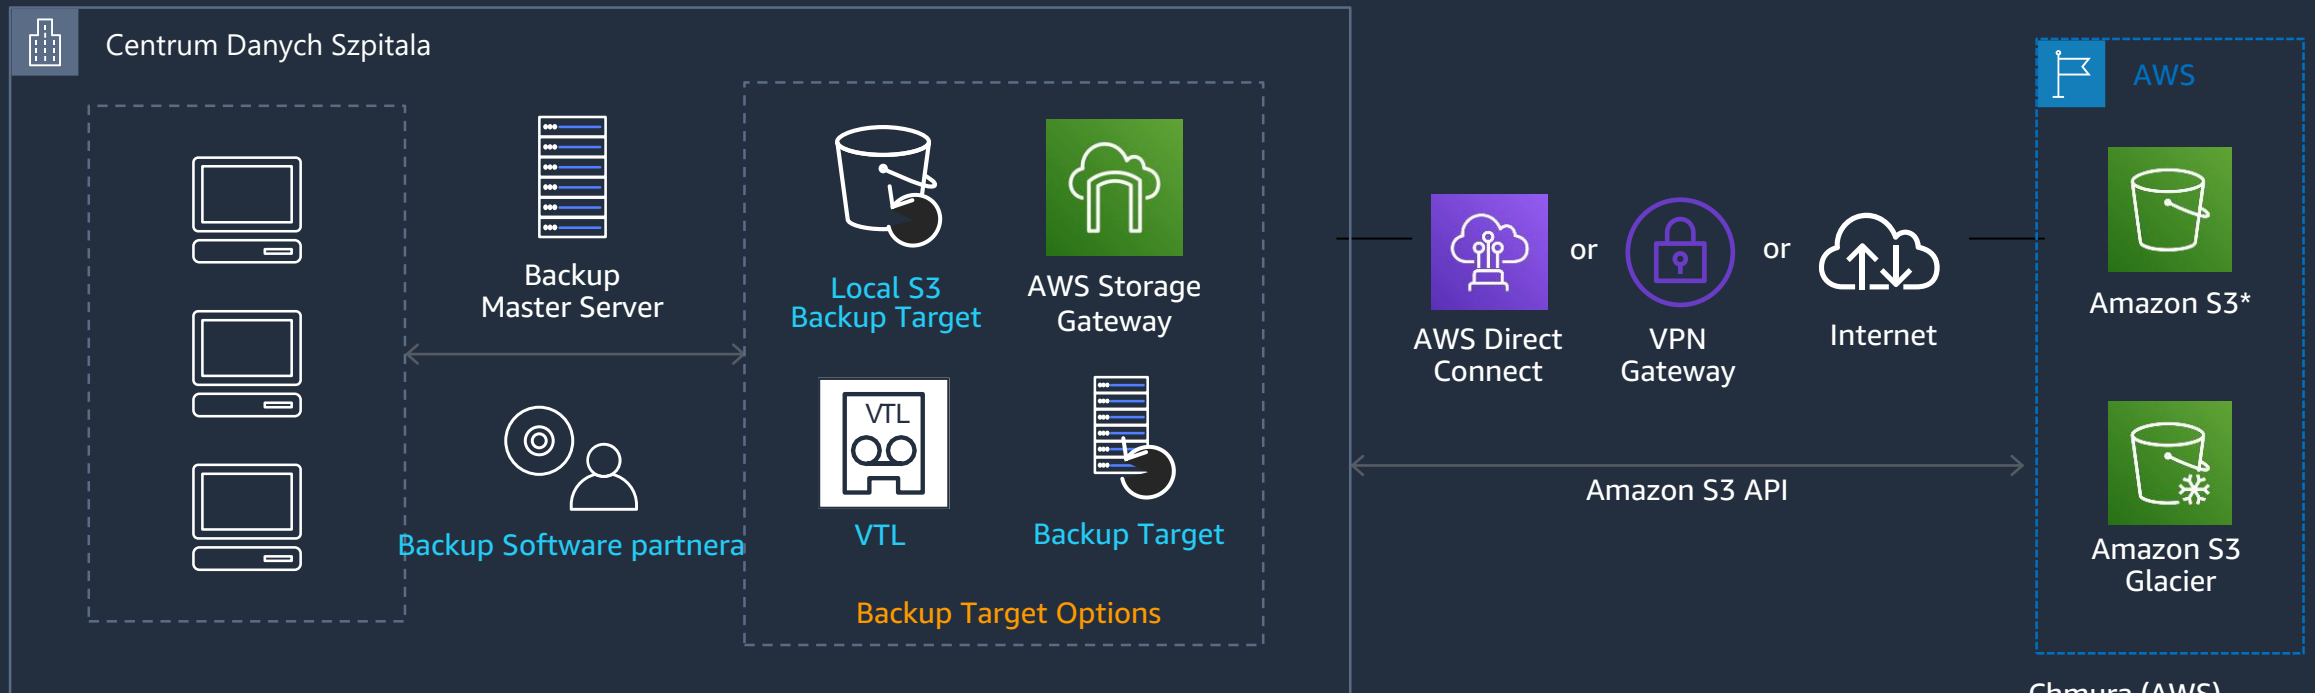 Centrum Danych Szpitala
Backup
Master Server
Backup Software partnera
Local S3
Backup Target
AWS Storage
Gateway
VTL
VTL
Backup Target
Backup Target Options
AWS Direct
Connect
or
VPN
Gateway
or
Internet
Amazon S3 API
AWS
Amazon S3*
Amazon S3
Glacier
Chmura (AWS)